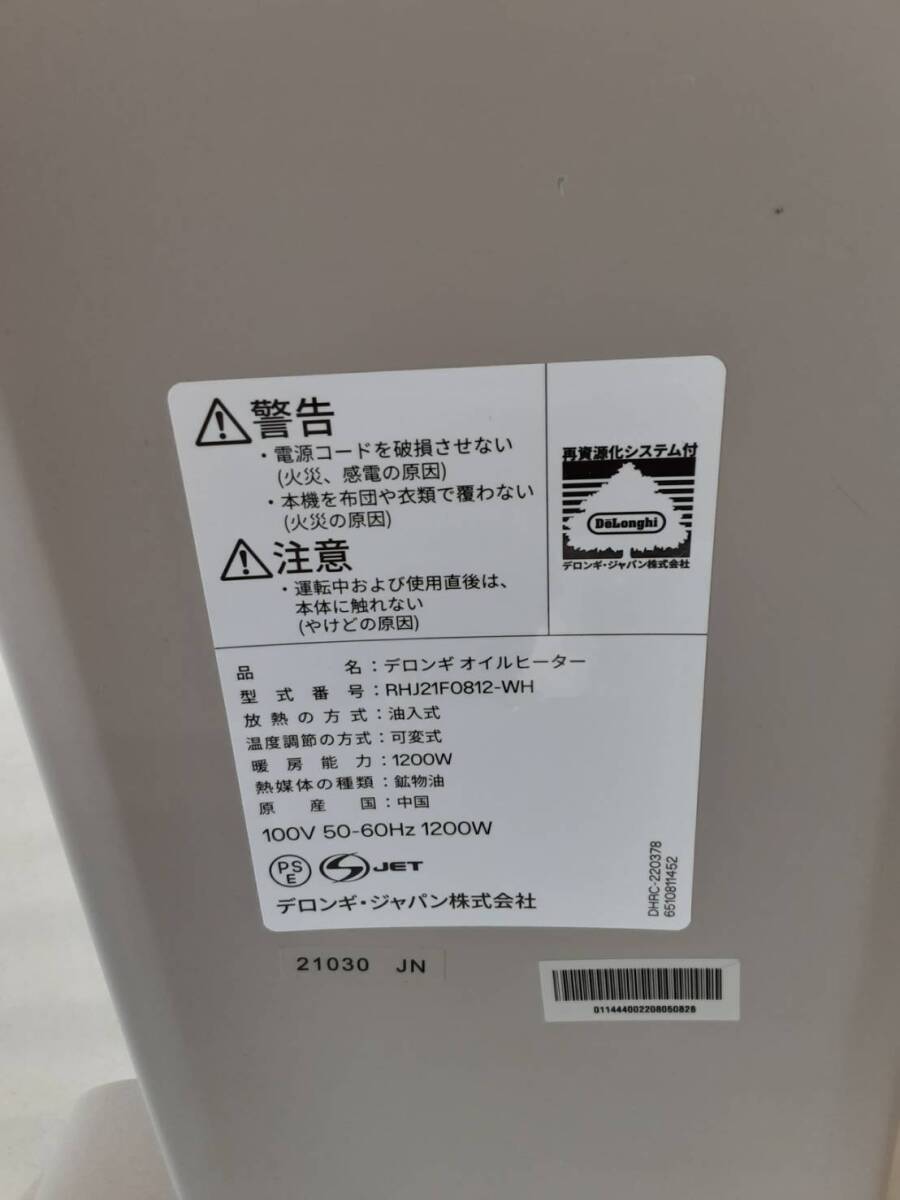 警告
・電源コードを破損させない
(火災、感電の原因)
・本機を布団や衣類で覆わない
(火災の原因)
注意
・運転中および使用直後は、
本体に触れない
(やけどの原因)
再資源化システム付
DeLonghi
デロンギ・ジャパン株式会社
品名：デロンギ オイルヒーター
型式番号：RHJ21F0812-WH
放熱の方式：油入式
温度調節の方式：可変式
暖房能力：1200W
熱媒体の種類：鉱物油
原産国：中国
100V 50-60Hz 1200W
PS
E
S JET
デロンギ・ジャパン株式会社
DHRC-220378
6510811452
21030 JN
011444002208050828